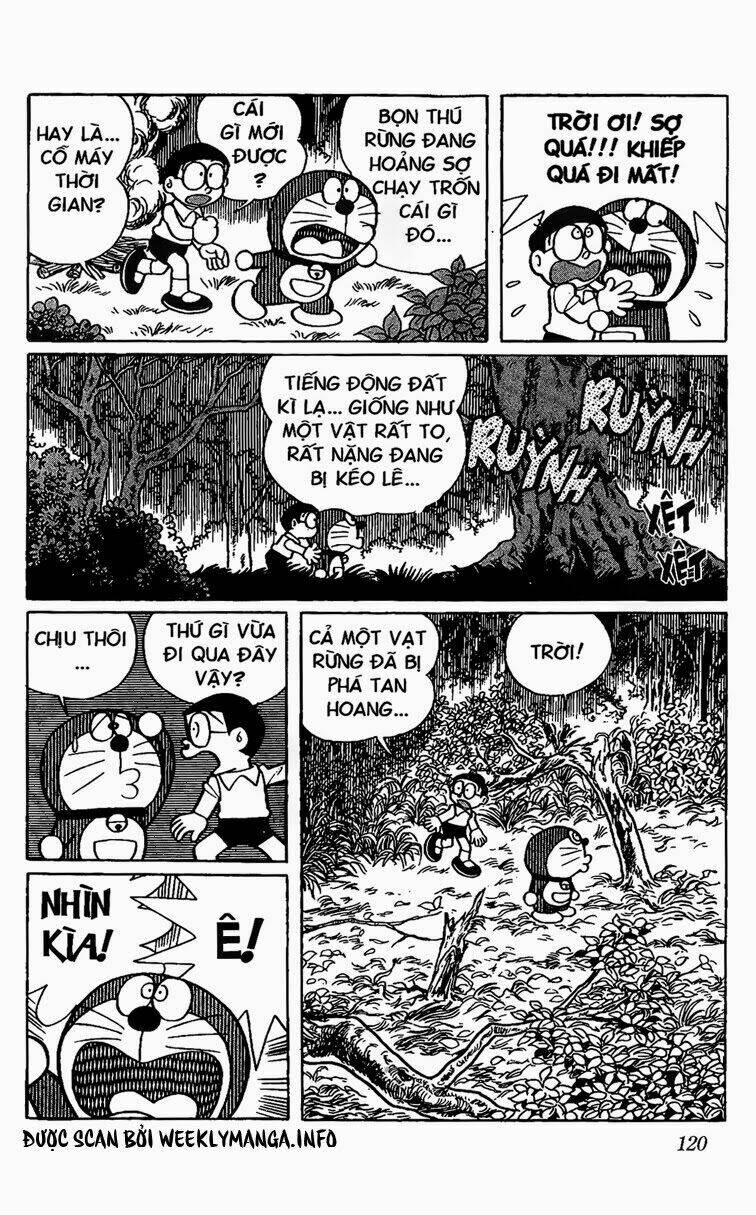 TRỜI ƠI! SỢ
QUÁ!!! KHIẾP
QUÁ ĐI MẤT!
BỌN THÚ
RỪNG ĐANG
HOẢNG SỢ
CHẠY TRỐN
CÁI GÌ
ĐÓ...
CÁI
GÌ MỚI
ĐƯỢC
?
HAY LÀ...
CỖ MÁY
THỜI
GIAN?
RUỲNH
RUỲNH
XỆT
XỆT
TIẾNG ĐỘNG ĐẤT
KÌ LẠ... GIỐNG NHƯ
MỘT VẬT RẤT TO,
RẤT NẶNG ĐANG
BỊ KÉO LÊ...
TRỜI!
CẢ MỘT VẠT
RỪNG ĐÃ BỊ
PHÁ TAN
HOANG...
THỨ GÌ VỪA
ĐI QUA ĐÂY
VẬY?
CHỊU THÔI
...
Ê!
NHÌN
KÌA!
ĐƯỢC SCAN BỞI WEEKLYMANGA.INFO
120